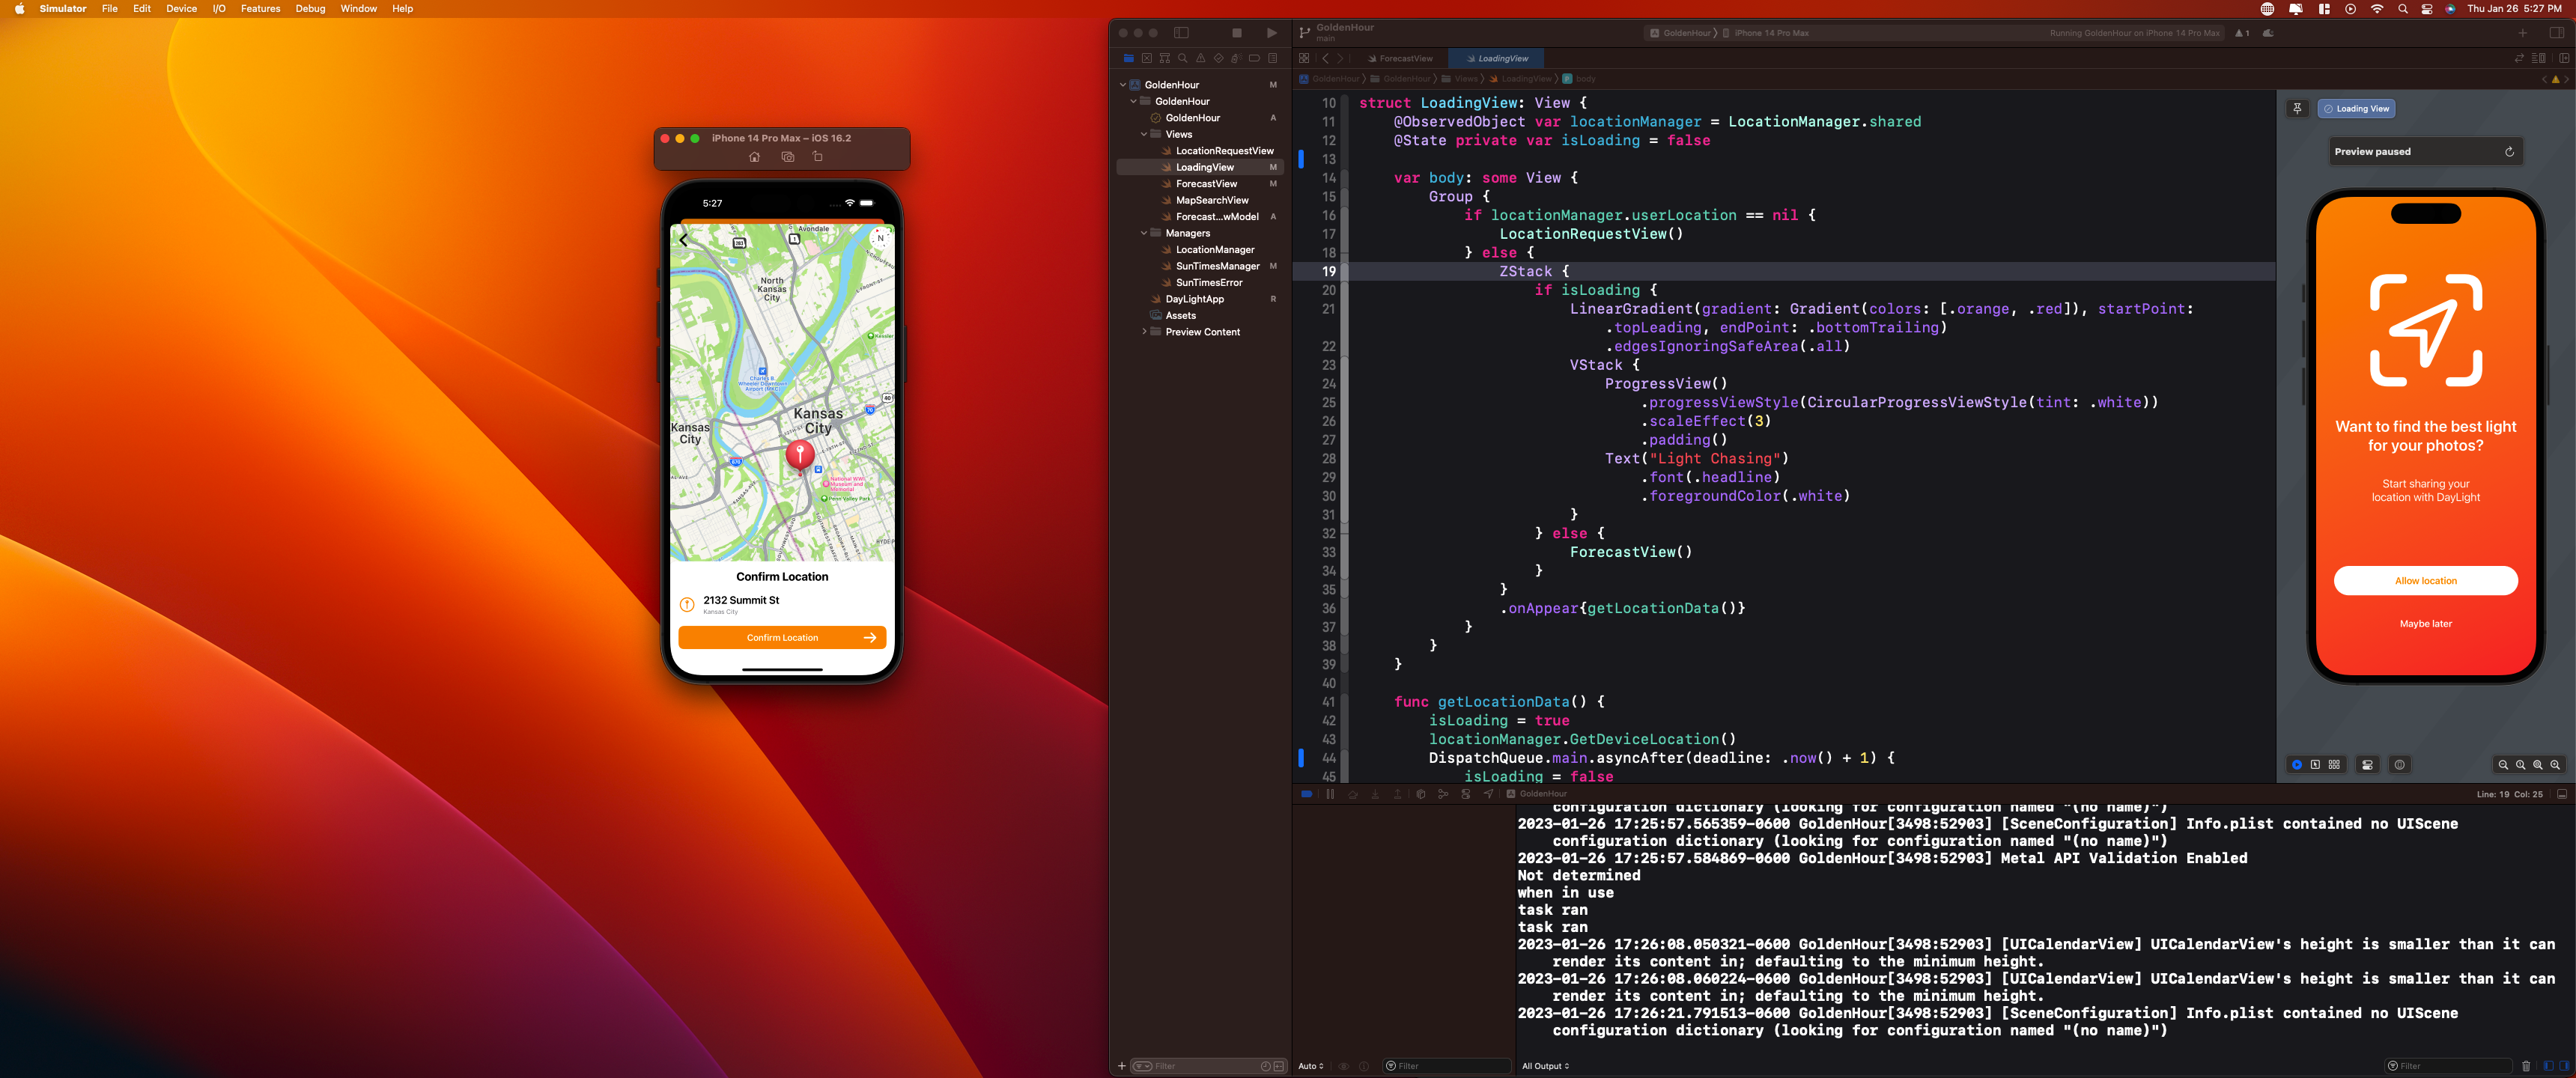 Simulator File Edit Device I/O Features Debug Window Help
Thu Jan 26 5:27 PM
iPhone 14 Pro Max – iOS 16.2
5:27
Avondale
North
Kansas
City
Charles B.
Wheeler Downtown
Airport (MKC)
Kansas
City
Kansas
City
National WWI
Museum and
Memorial
Penn Valley Park
Confirm Location
2132 Summit St
Kansas City
Confirm Location
GoldenHour M
GoldenHour
GoldenHour A
Views
LocationRequestView
LoadingView M
ForecastView M
MapSearchView
Forecast...wModel A
Managers
LocationManager
SunTimesManager M
SunTimesError
DayLightApp R
Assets
Preview Content
Filter
GoldenHour
main
GoldenHour iPhone 14 Pro Max
Running GoldenHour on iPhone 14 Pro Max
1
ForecastView LoadingView
GoldenHour GoldenHour Views LoadingView body
10 struct LoadingView: View {
11 @ObservedObject var locationManager = LocationManager.shared
12 @State private var isLoading = false
13
14 var body: some View {
15 Group {
16 if locationManager.userLocation == nil {
17 LocationRequestView()
18 } else {
19 ZStack {
20 if isLoading {
21 LinearGradient(gradient: Gradient(colors: [.orange, .red]), startPoint:
.topLeading, endPoint: .bottomTrailing)
22 .edgesIgnoringSafeArea(.all)
23 VStack {
24 ProgressView()
25 .progressViewStyle(CircularProgressViewStyle(tint: .white))
26 .scaleEffect(3)
27 .padding()
28 Text("Light Chasing")
29 .font(.headline)
30 .foregroundColor(.white)
31 }
32 } else {
33 ForecastView()
34 }
35 }
36 .onAppear{getLocationData()}
37 }
38 }
39 }
40
41 func getLocationData() {
42 isLoading = true
43 locationManager.GetDeviceLocation()
44 DispatchQueue.main.asyncAfter(deadline: .now() + 1) {
45 isLoading = false
Loading View
Preview paused
Want to find the best light
for your photos?
Start sharing your
location with DayLight
Allow location
Maybe later
GoldenHour
Line: 19 Col: 25
configuration dictionary (looking for configuration named "(no name)")
2023-01-26 17:25:57.565359-0600 GoldenHour[3498:52903] [SceneConfiguration] Info.plist contained no UIScene
configuration dictionary (looking for configuration named "(no name)")
2023-01-26 17:25:57.584869-0600 GoldenHour[3498:52903] Metal API Validation Enabled
Not determined
when in use
task ran
task ran
2023-01-26 17:26:08.050321-0600 GoldenHour[3498:52903] [UICalendarView] UICalendarView's height is smaller than it can
render its content in; defaulting to the minimum height.
2023-01-26 17:26:08.060224-0600 GoldenHour[3498:52903] [UICalendarView] UICalendarView's height is smaller than it can
render its content in; defaulting to the minimum height.
2023-01-26 17:26:21.791513-0600 GoldenHour[3498:52903] [SceneConfiguration] Info.plist contained no UIScene
configuration dictionary (looking for configuration named "(no name)")
Auto Filter All Output Filter